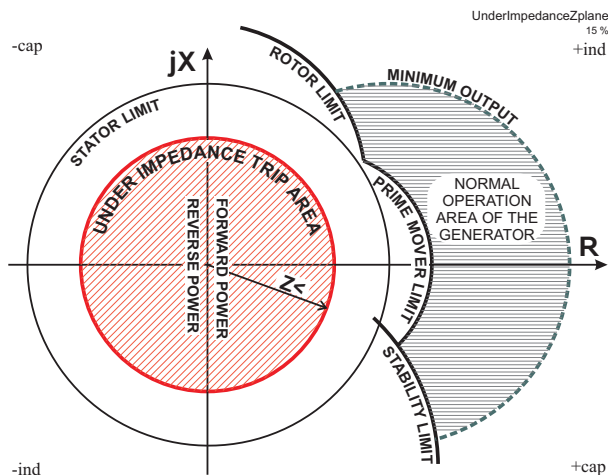 UnderImpedanceZplane
15 %
-cap
+ind
jX
ROTOR LIMIT
MINIMUM OUTPUT
STATOR LIMIT
UNDER IMPEDANCE TRIP AREA
PRIME MOVER LIMIT
NORMAL
OPERATION
AREA OF THE
GENERATOR
REVERSE POWER
FORWARD POWER
R
Z<
STABILITY LIMIT
-ind
+cap